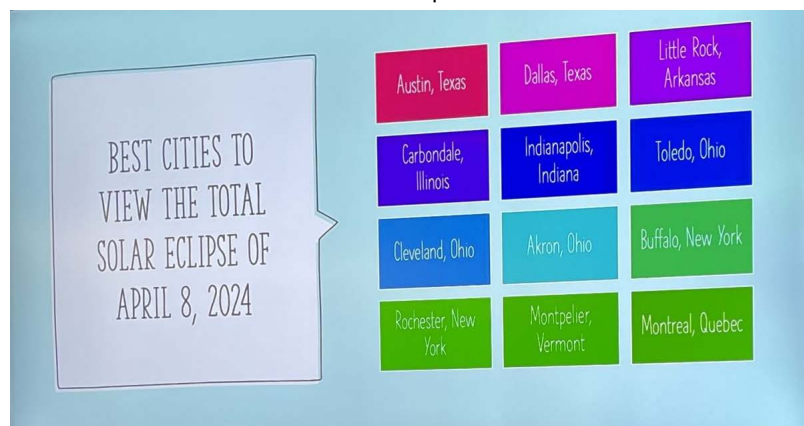 BEST CITIES TO
VIEW THE TOTAL
SOLAR ECLIPSE OF
APRIL 8, 2024
Austin, Texas
Dallas, Texas
Little Rock,
Arkansas
Carbondale,
Illinois
Indianapolis,
Indiana
Toledo, Ohio
Cleveland, Ohio
Akron, Ohio
Buffalo, New York
Rochester, New
York
Montpelier,
Vermont
Montreal, Quebec